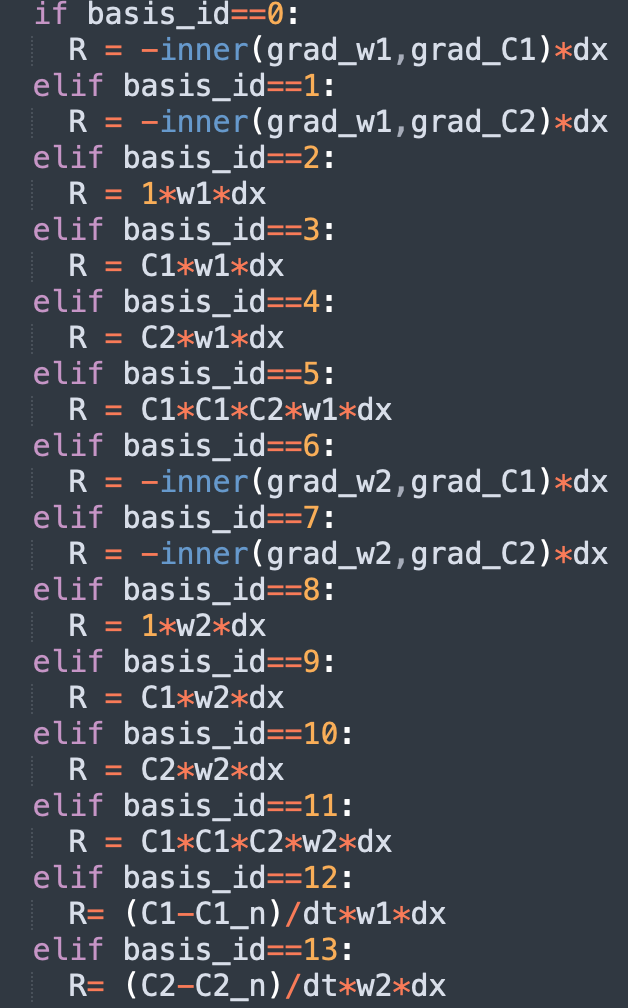 if basis_id==0:
R = -inner(grad_w1,grad_C1)*dx
elif basis_id==1:
R = -inner(grad_w1,grad_C2)*dx
elif basis_id==2:
R = 1*w1*dx
elif basis_id==3:
R = C1*w1*dx
elif basis_id==4:
R = C2*w1*dx
elif basis_id==5:
R = C1*C1*C2*w1*dx
elif basis_id==6:
R = -inner(grad_w2,grad_C1)*dx
elif basis_id==7:
R = -inner(grad_w2,grad_C2)*dx
elif basis_id==8:
R = 1*w2*dx
elif basis_id==9:
R = C1*w2*dx
elif basis_id==10:
R = C2*w2*dx
elif basis_id==11:
R = C1*C1*C2*w2*dx
elif basis_id==12:
R= (C1-C1_n)/dt*w1*dx
elif basis_id==13:
R= (C2-C2_n)/dt*w2*dx